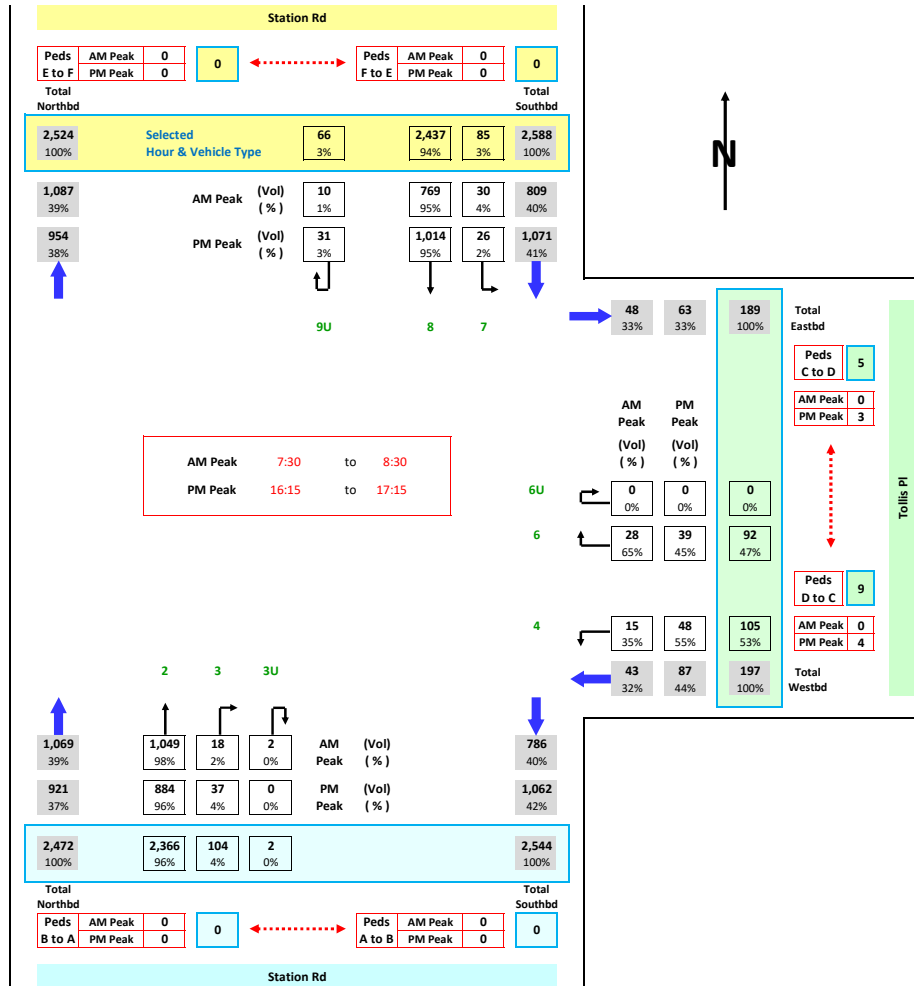 Station Rd
Peds AM Peak 0 0 Peds AM Peak 0 0
E to F PM Peak 0 F to E PM Peak 0
Total Total
Northbd Southbd
2,524 Selected 66 2,437 85 2,588
100% Hour & Vehicle Type 3% 94% 3% 100%
1,087 AM Peak (Vol) 10 769 30 809
39% ( % ) 1% 95% 4% 40%
954 PM Peak (Vol) 31 1,014 26 1,071
38% ( % ) 3% 95% 2% 41%
N
9U 8 7
48 63 189 Total
33% 33% 100% Eastbd
Peds 5
C to D
AM Peak 0
PM Peak 3
AM PM
Peak Peak
(Vol) (Vol)
( % ) ( % )
AM Peak 7:30 to 8:30
PM Peak 16:15 to 17:15
6U 0 0 0
0% 0% 0%
6 28 39 92
65% 45% 47%
Tollis Pl
Peds 9
D to C
4 15 48 105 AM Peak 0
35% 55% 53% PM Peak 4
43 87 197 Total
32% 44% 100% Westbd
2 3 3U
1,069 1,049 18 2 AM (Vol) 786
39% 98% 2% 0% Peak ( % ) 40%
921 884 37 0 PM (Vol) 1,062
37% 96% 4% 0% Peak ( % ) 42%
2,472 2,366 104 2 2,544
100% 96% 4% 0% 100%
Total Total
Northbd Southbd
Peds AM Peak 0 0 Peds AM Peak 0 0
B to A PM Peak 0 A to B PM Peak 0
Station Rd